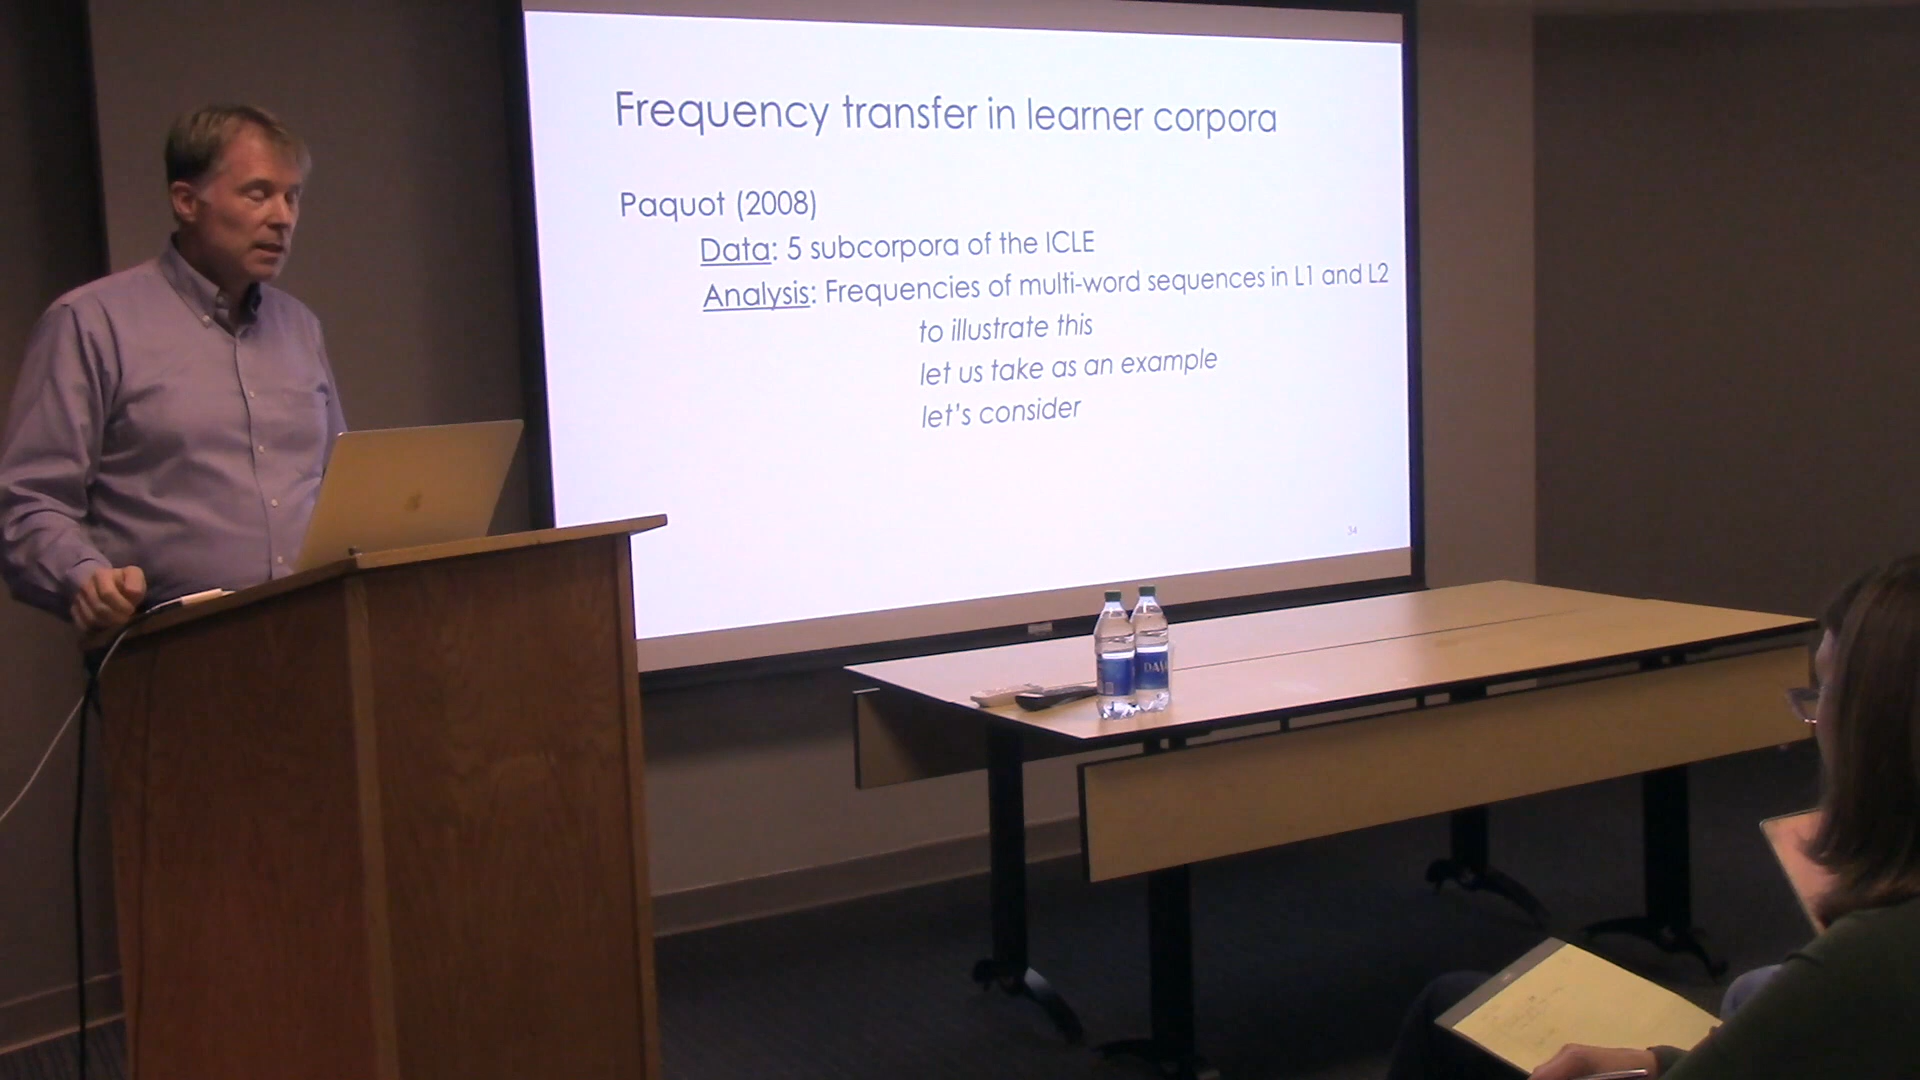 Frequency transfer in learner corpora
Paquot (2008)
Data: 5 subcorpora of the ICLE
Analysis: Frequencies of multi-word sequences in L1 and L2
to illustrate this
let us take as an example
let's consider
34